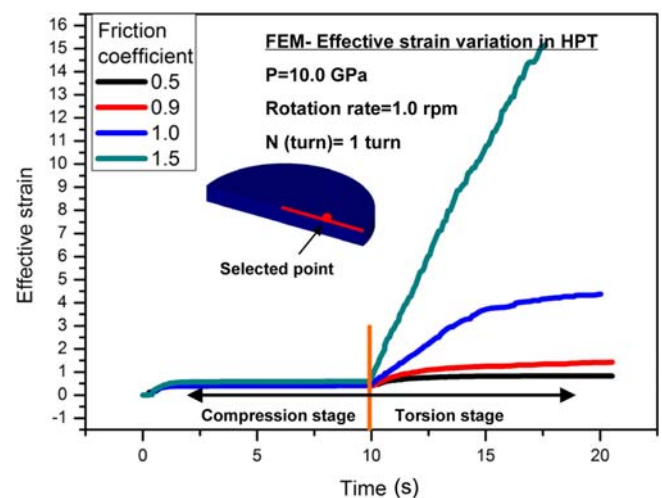 Friction
coefficient
0.5
0.9
1.0
1.5
FEM- Effective strain variation in HPT
P=10.0 GPa
Rotation rate=1.0 rpm
N (turn)= 1 turn
Selected point
Compression stage
Torsion stage
Effective strain
16
15
14
13
12
11
10
9
8
7
6
5
4
3
2
1
0
-1
0
5
10
15
20
Time (s)